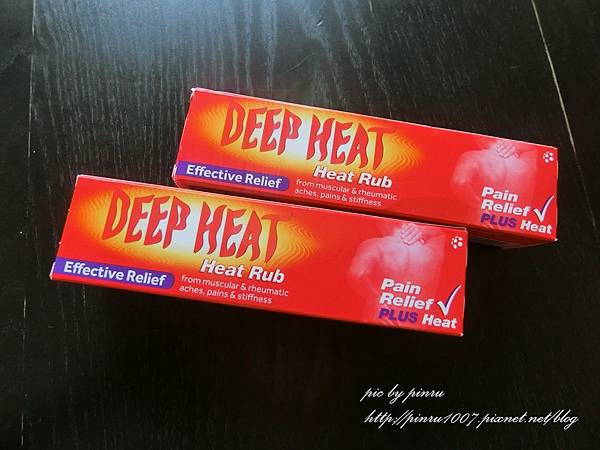 DEEP HEAT
Heat Rub
Effective Relief
from muscular & rheumatic
aches, pains & stiffness
Pain
Relief
PLUS Heat
DEEP HEAT
Heat Rub
Effective Relief
from muscular & rheumatic
aches, pains & stiffness
Pain
Relief
PLUS Heat
pic by pinru
http://pinru1007.pixnet.net/blog